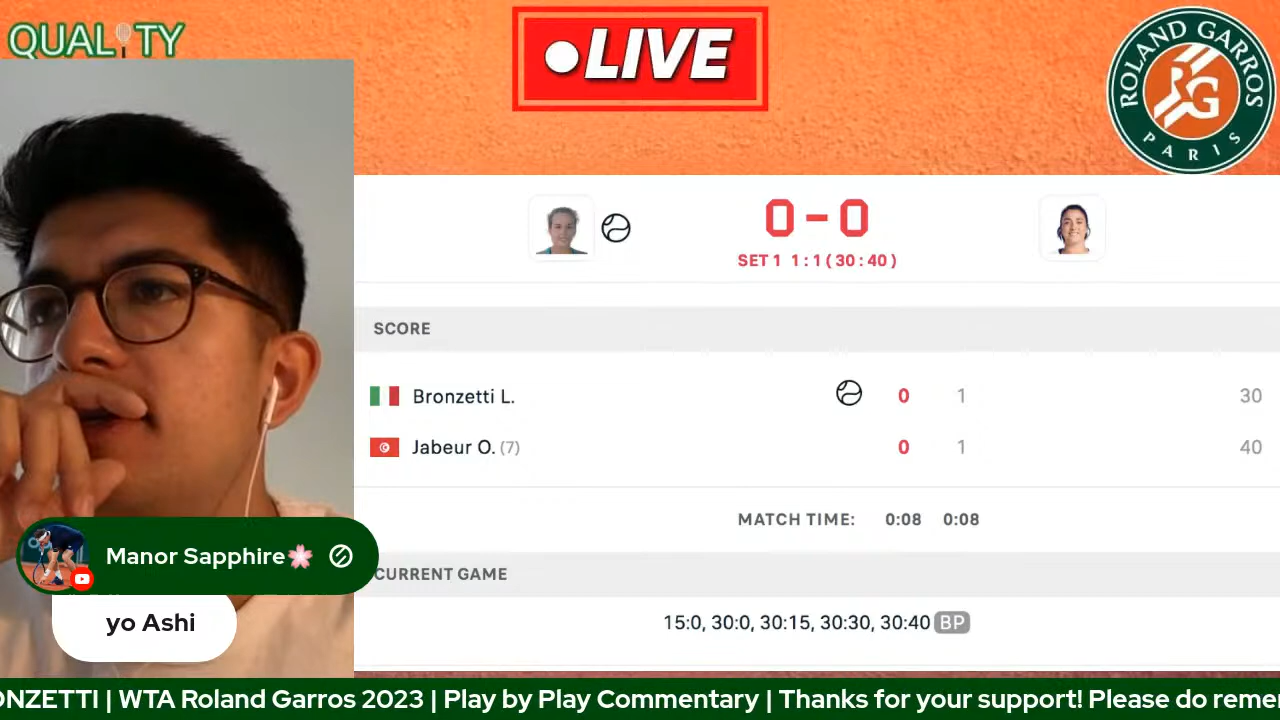 QUALITY
LIVE
ROLAND GARROS
RG
PARIS
0 - 0
SET 1 1 : 1 ( 30 : 40 )
SCORE
Bronzetti L. 0 1 30
Jabeur O. (7) 0 1 40
MATCH TIME: 0:08 0:08
CURRENT GAME
15:0, 30:0, 30:15, 30:30, 30:40 BP
Manor Sapphire🌸
yo Ashi
ONZETTI | WTA Roland Garros 2023 | Play by Play Commentary | Thanks for your support! Please do reme